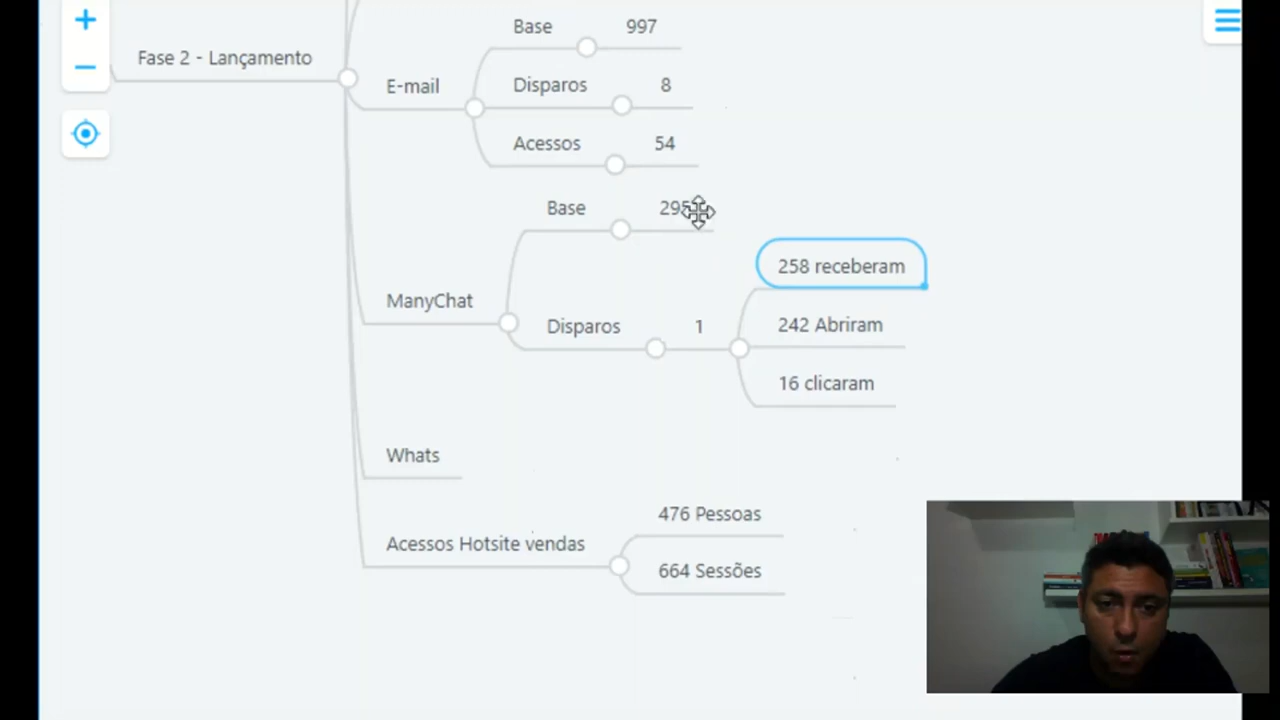 Fase 2 - Lançamento
E-mail
Base 997
Disparos 8
Acessos 54
ManyChat
Base
Disparos 1
258 receberam
242 Abriram
16 clicaram
Whats
Acessos Hotsite vendas
476 Pessoas
664 Sessões